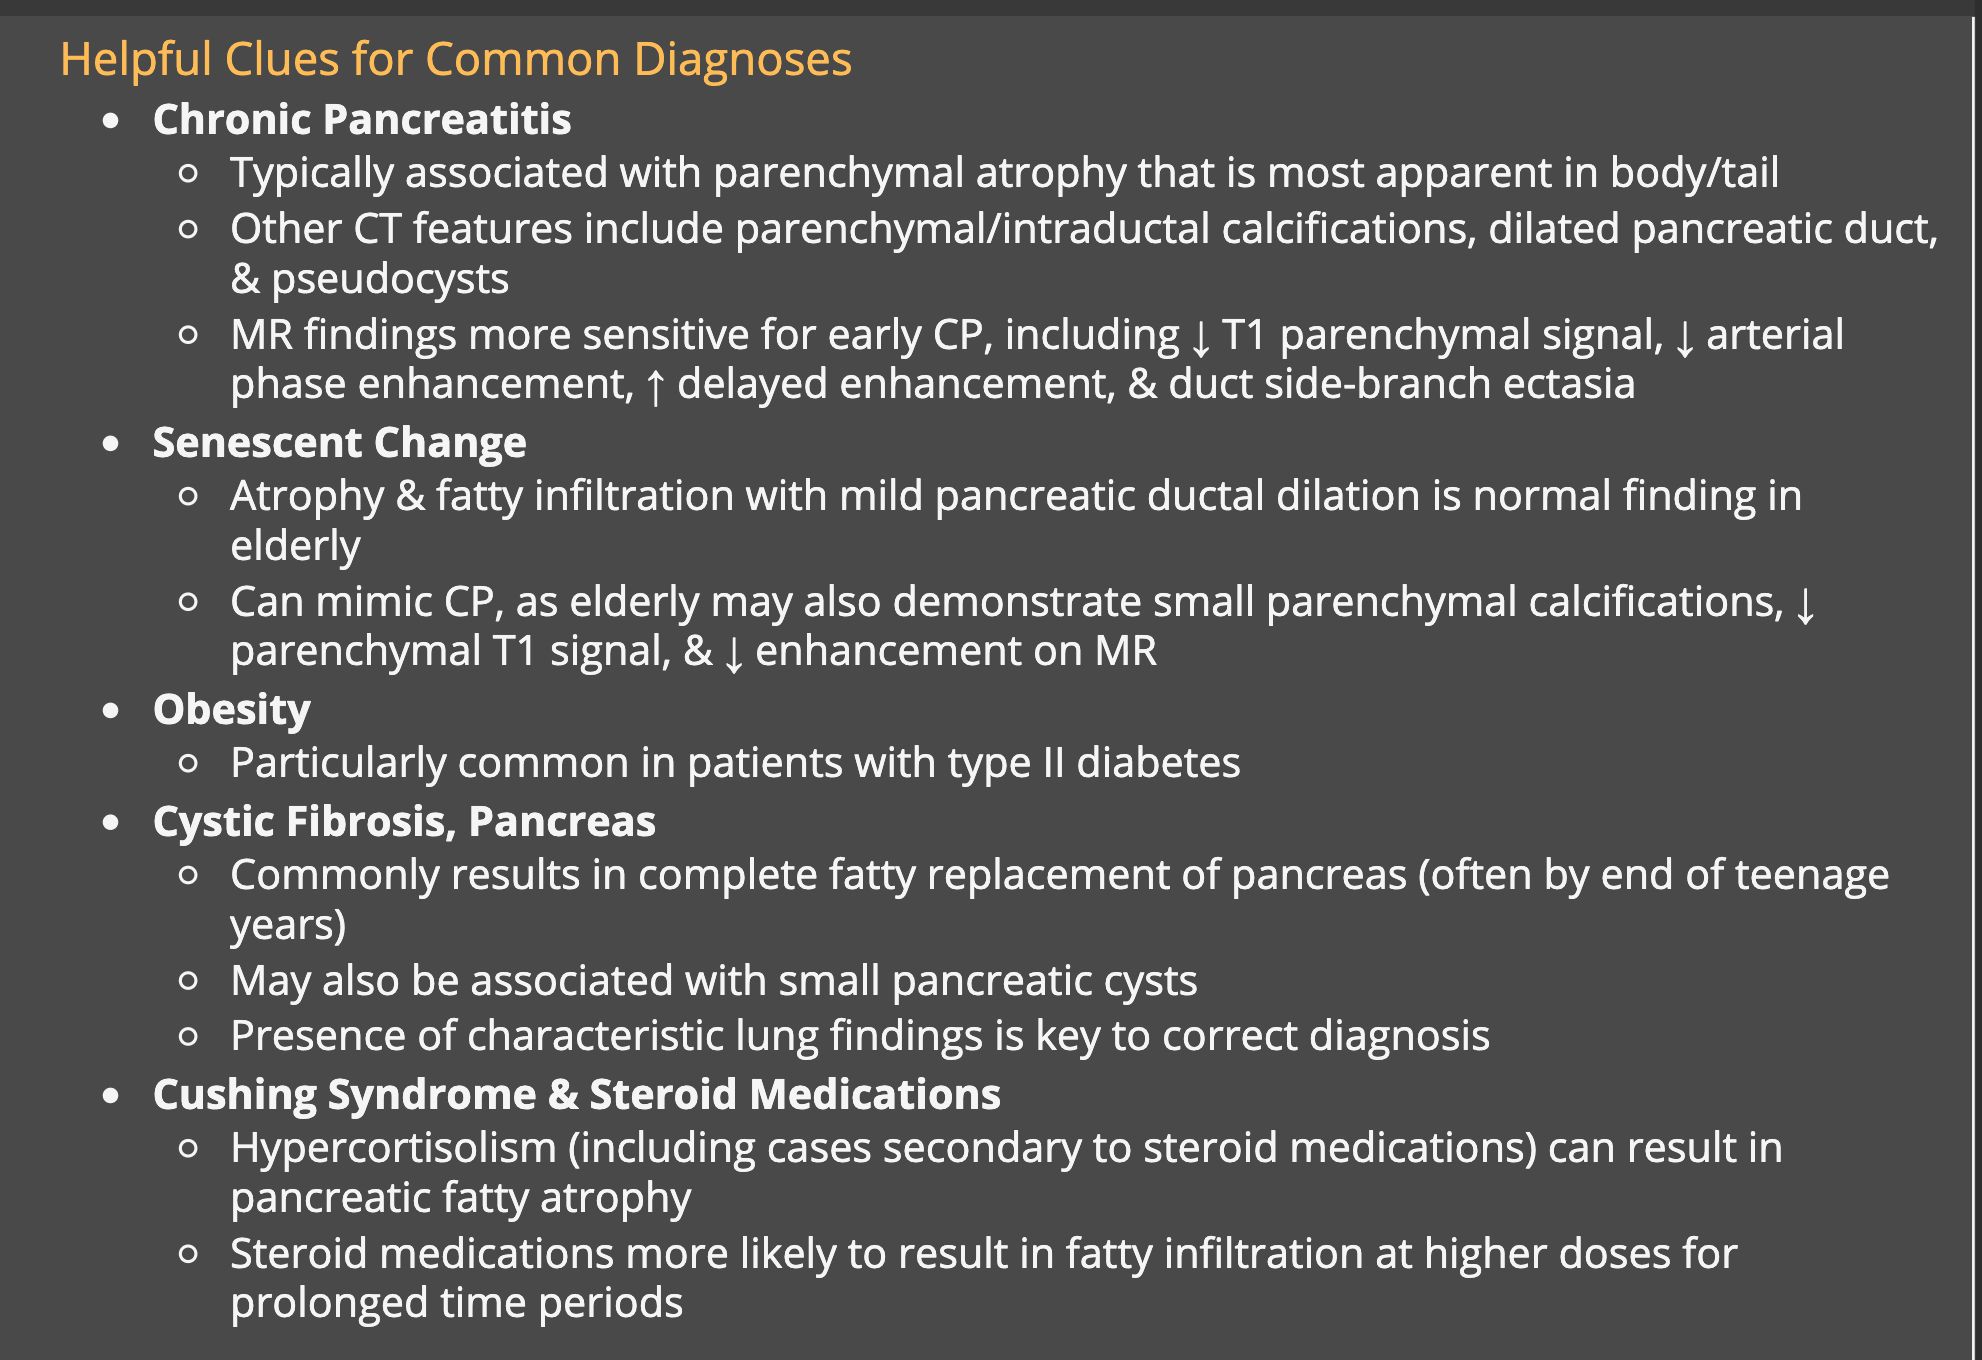 Helpful Clues for Common Diagnoses
• Chronic Pancreatitis
○ Typically associated with parenchymal atrophy that is most apparent in body/tail
○ Other CT features include parenchymal/intraductal calcifications, dilated pancreatic duct,
& pseudocysts
○ MR findings more sensitive for early CP, including ↓ T1 parenchymal signal, ↓ arterial
phase enhancement, ↑ delayed enhancement, & duct side-branch ectasia
• Senescent Change
○ Atrophy & fatty infiltration with mild pancreatic ductal dilation is normal finding in
elderly
○ Can mimic CP, as elderly may also demonstrate small parenchymal calcifications, ↓
parenchymal T1 signal, & ↓ enhancement on MR
• Obesity
○ Particularly common in patients with type II diabetes
• Cystic Fibrosis, Pancreas
○ Commonly results in complete fatty replacement of pancreas (often by end of teenage
years)
○ May also be associated with small pancreatic cysts
○ Presence of characteristic lung findings is key to correct diagnosis
• Cushing Syndrome & Steroid Medications
○ Hypercortisolism (including cases secondary to steroid medications) can result in
pancreatic fatty atrophy
○ Steroid medications more likely to result in fatty infiltration at higher doses for
prolonged time periods